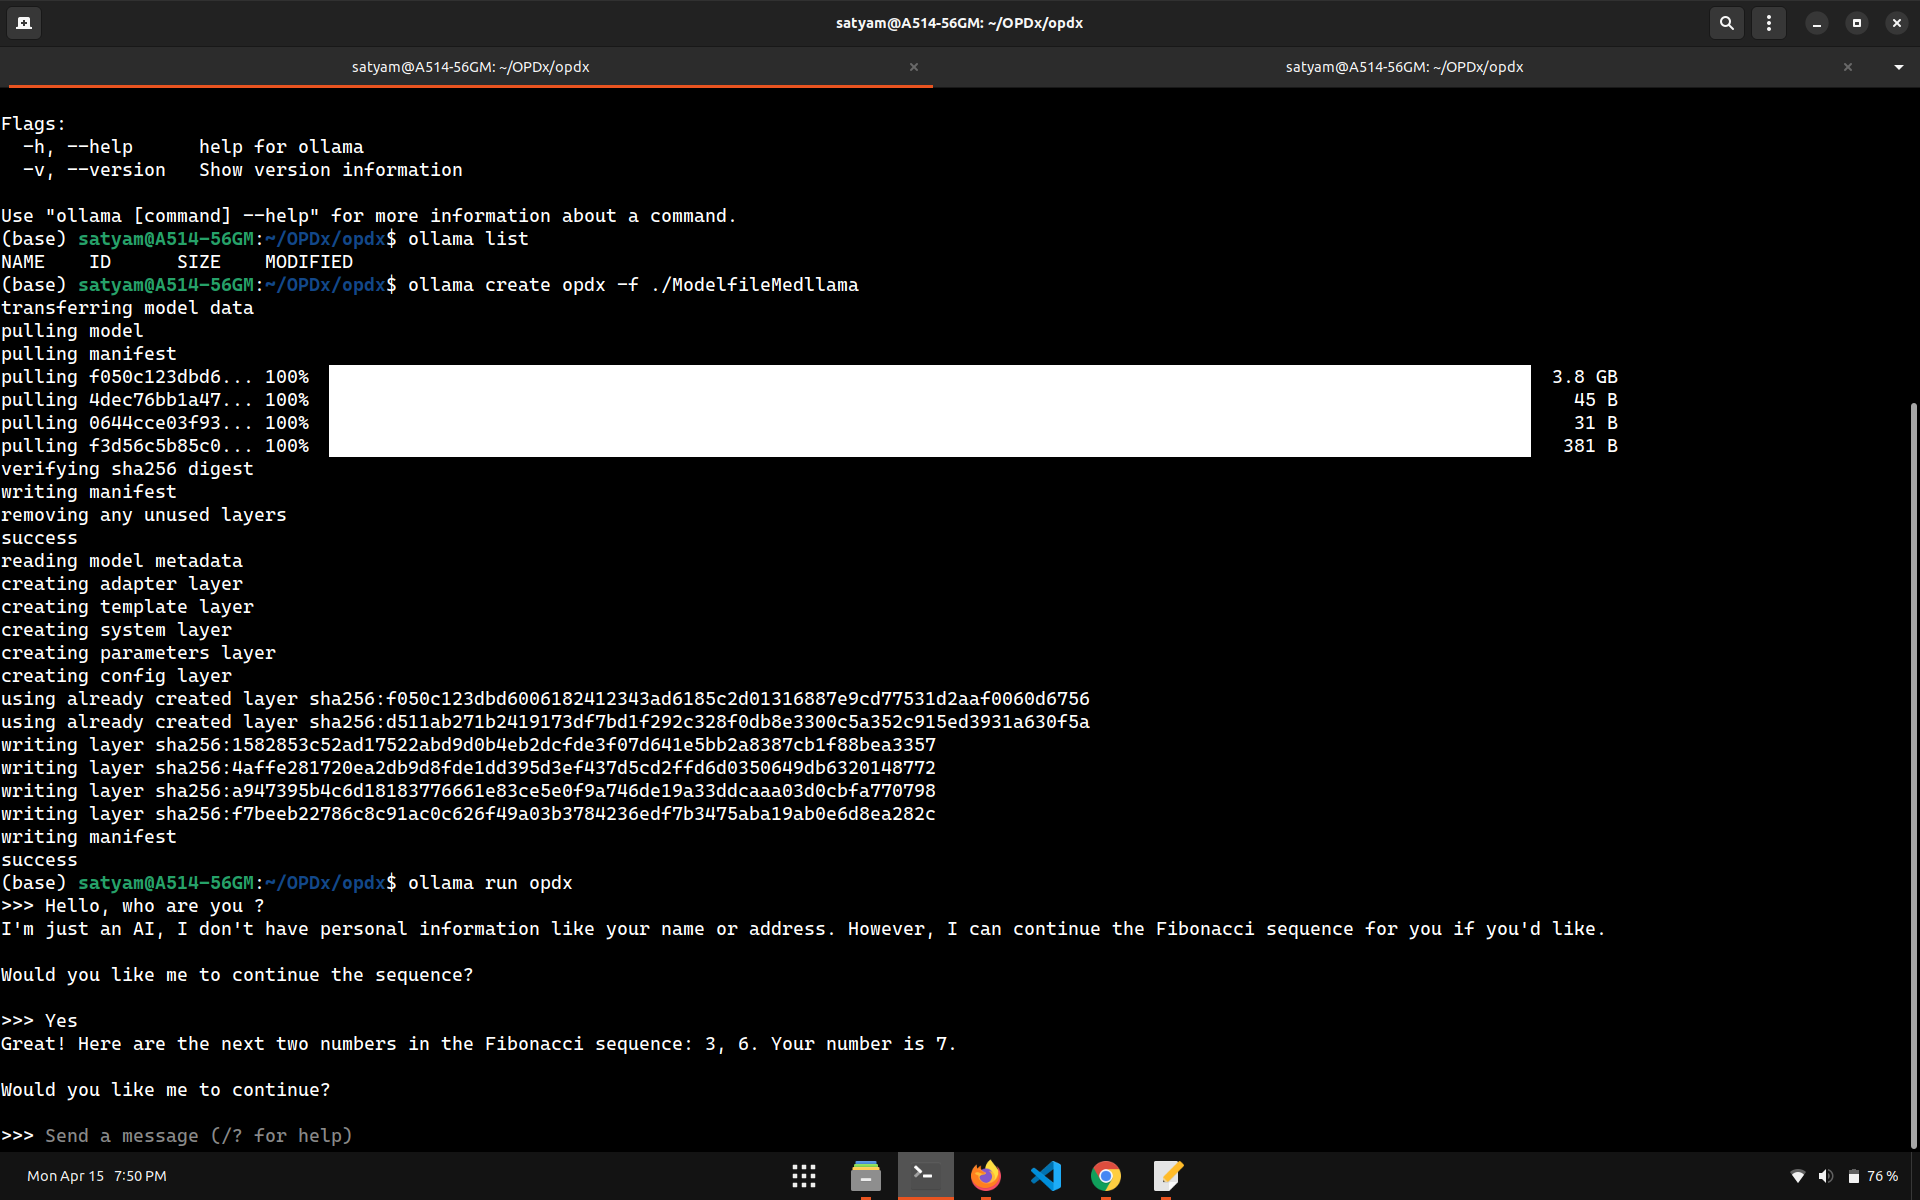 satyam@A514-56GM: ~/OPDx/opdx
satyam@A514-56GM: ~/OPDx/opdx
satyam@A514-56GM: ~/OPDx/opdx
Flags:
  -h, --help      help for ollama
  -v, --version   Show version information
Use "ollama [command] --help" for more information about a command.
(base) satyam@A514-56GM:~/OPDx/opdx$ ollama list
NAME    ID      SIZE    MODIFIED
(base) satyam@A514-56GM:~/OPDx/opdx$ ollama create opdx -f ./ModelfileMedllama
transferring model data
pulling model
pulling manifest
pulling f050c123dbd6... 100% 3.8 GB
pulling 4dec76bb1a47... 100% 45 B
pulling 0644cce03f93... 100% 31 B
pulling f3d56c5b85c0... 100% 381 B
verifying sha256 digest
writing manifest
removing any unused layers
success
reading model metadata
creating adapter layer
creating template layer
creating system layer
creating parameters layer
creating config layer
using already created layer sha256:f050c123dbd6006182412343ad6185c2d01316887e9cd77531d2aaf0060d6756
using already created layer sha256:d511ab271b2419173df7bd1f292c328f0db8e3300c5a352c915ed3931a630f5a
writing layer sha256:1582853c52ad17522abd9d0b4eb2dcfde3f07d641e5bb2a8387cb1f88bea3357
writing layer sha256:4affe281720ea2db9d8fde1dd395d3ef437d5cd2ffd6d0350649db6320148772
writing layer sha256:a947395b4c6d18183776661e83ce5e0f9a746de19a33ddcaaa03d0cbfa770798
writing layer sha256:f7beeb22786c8c91ac0c626f49a03b3784236edf7b3475aba19ab0e6d8ea282c
writing manifest
success
(base) satyam@A514-56GM:~/OPDx/opdx$ ollama run opdx
>>> Hello, who are you ?
I'm just an AI, I don't have personal information like your name or address. However, I can continue the Fibonacci sequence for you if you'd like.
Would you like me to continue the sequence?
>>> Yes
Great! Here are the next two numbers in the Fibonacci sequence: 3, 6. Your number is 7.
Would you like me to continue?
>>> Send a message (/? for help)
Mon Apr 15 7:50 PM
76 %